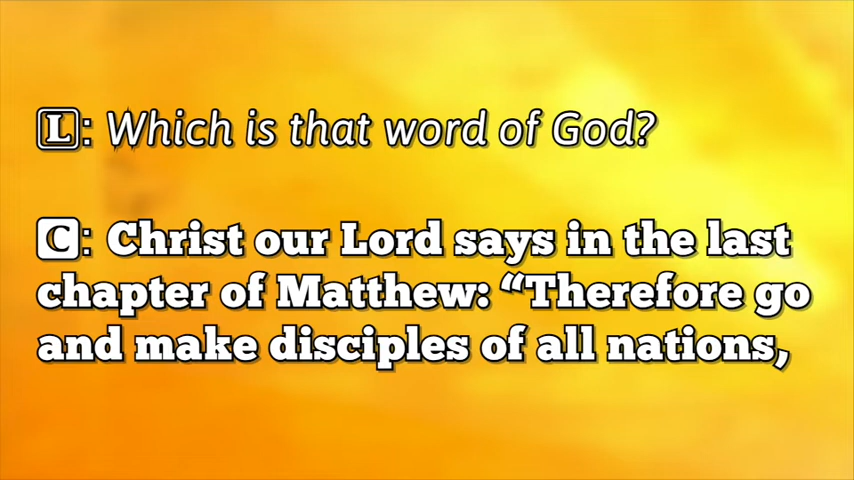 L: Which is that word of God?
C: Christ our Lord says in the last
chapter of Matthew: “Therefore go
and make disciples of all nations,